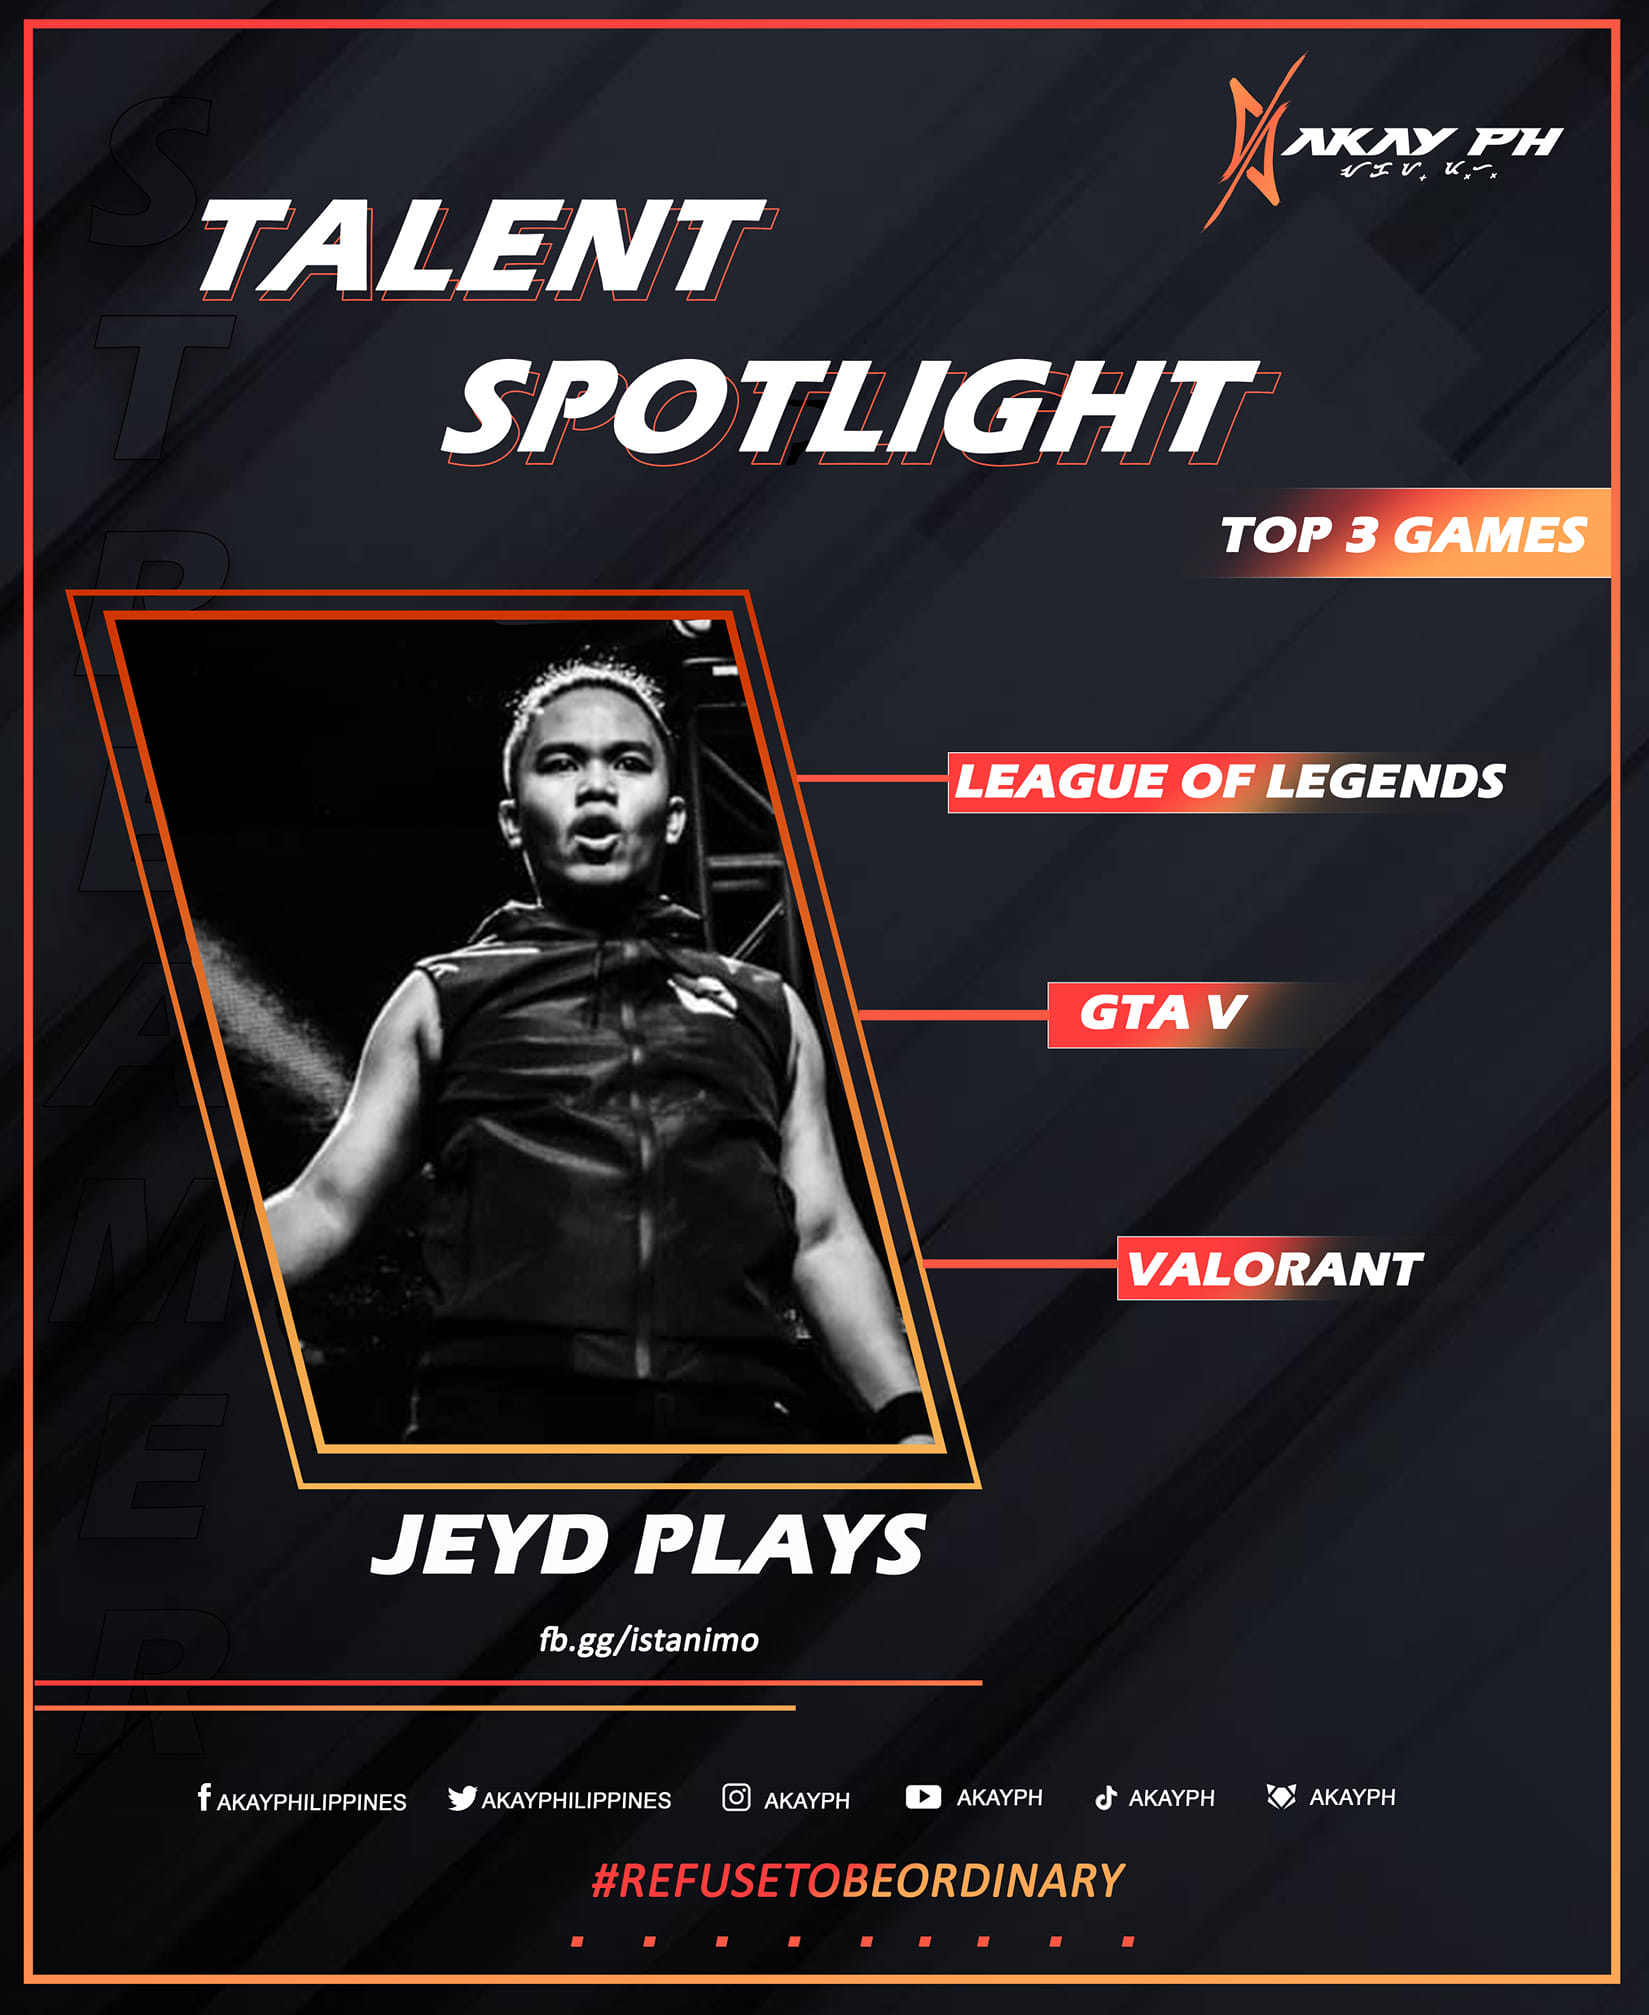 AKAY PH
TALENT
SPOTLIGHT
TOP 3 GAMES
LEAGUE OF LEGENDS
GTA V
VALORANT
JEYD PLAYS
fb.gg/istanimo
STREAMER
AKAYPHILIPPINES
AKAYPHILIPPINES
AKAYPH
AKAYPH
AKAYPH
AKAYPH
#REFUSETOBEORDINARY